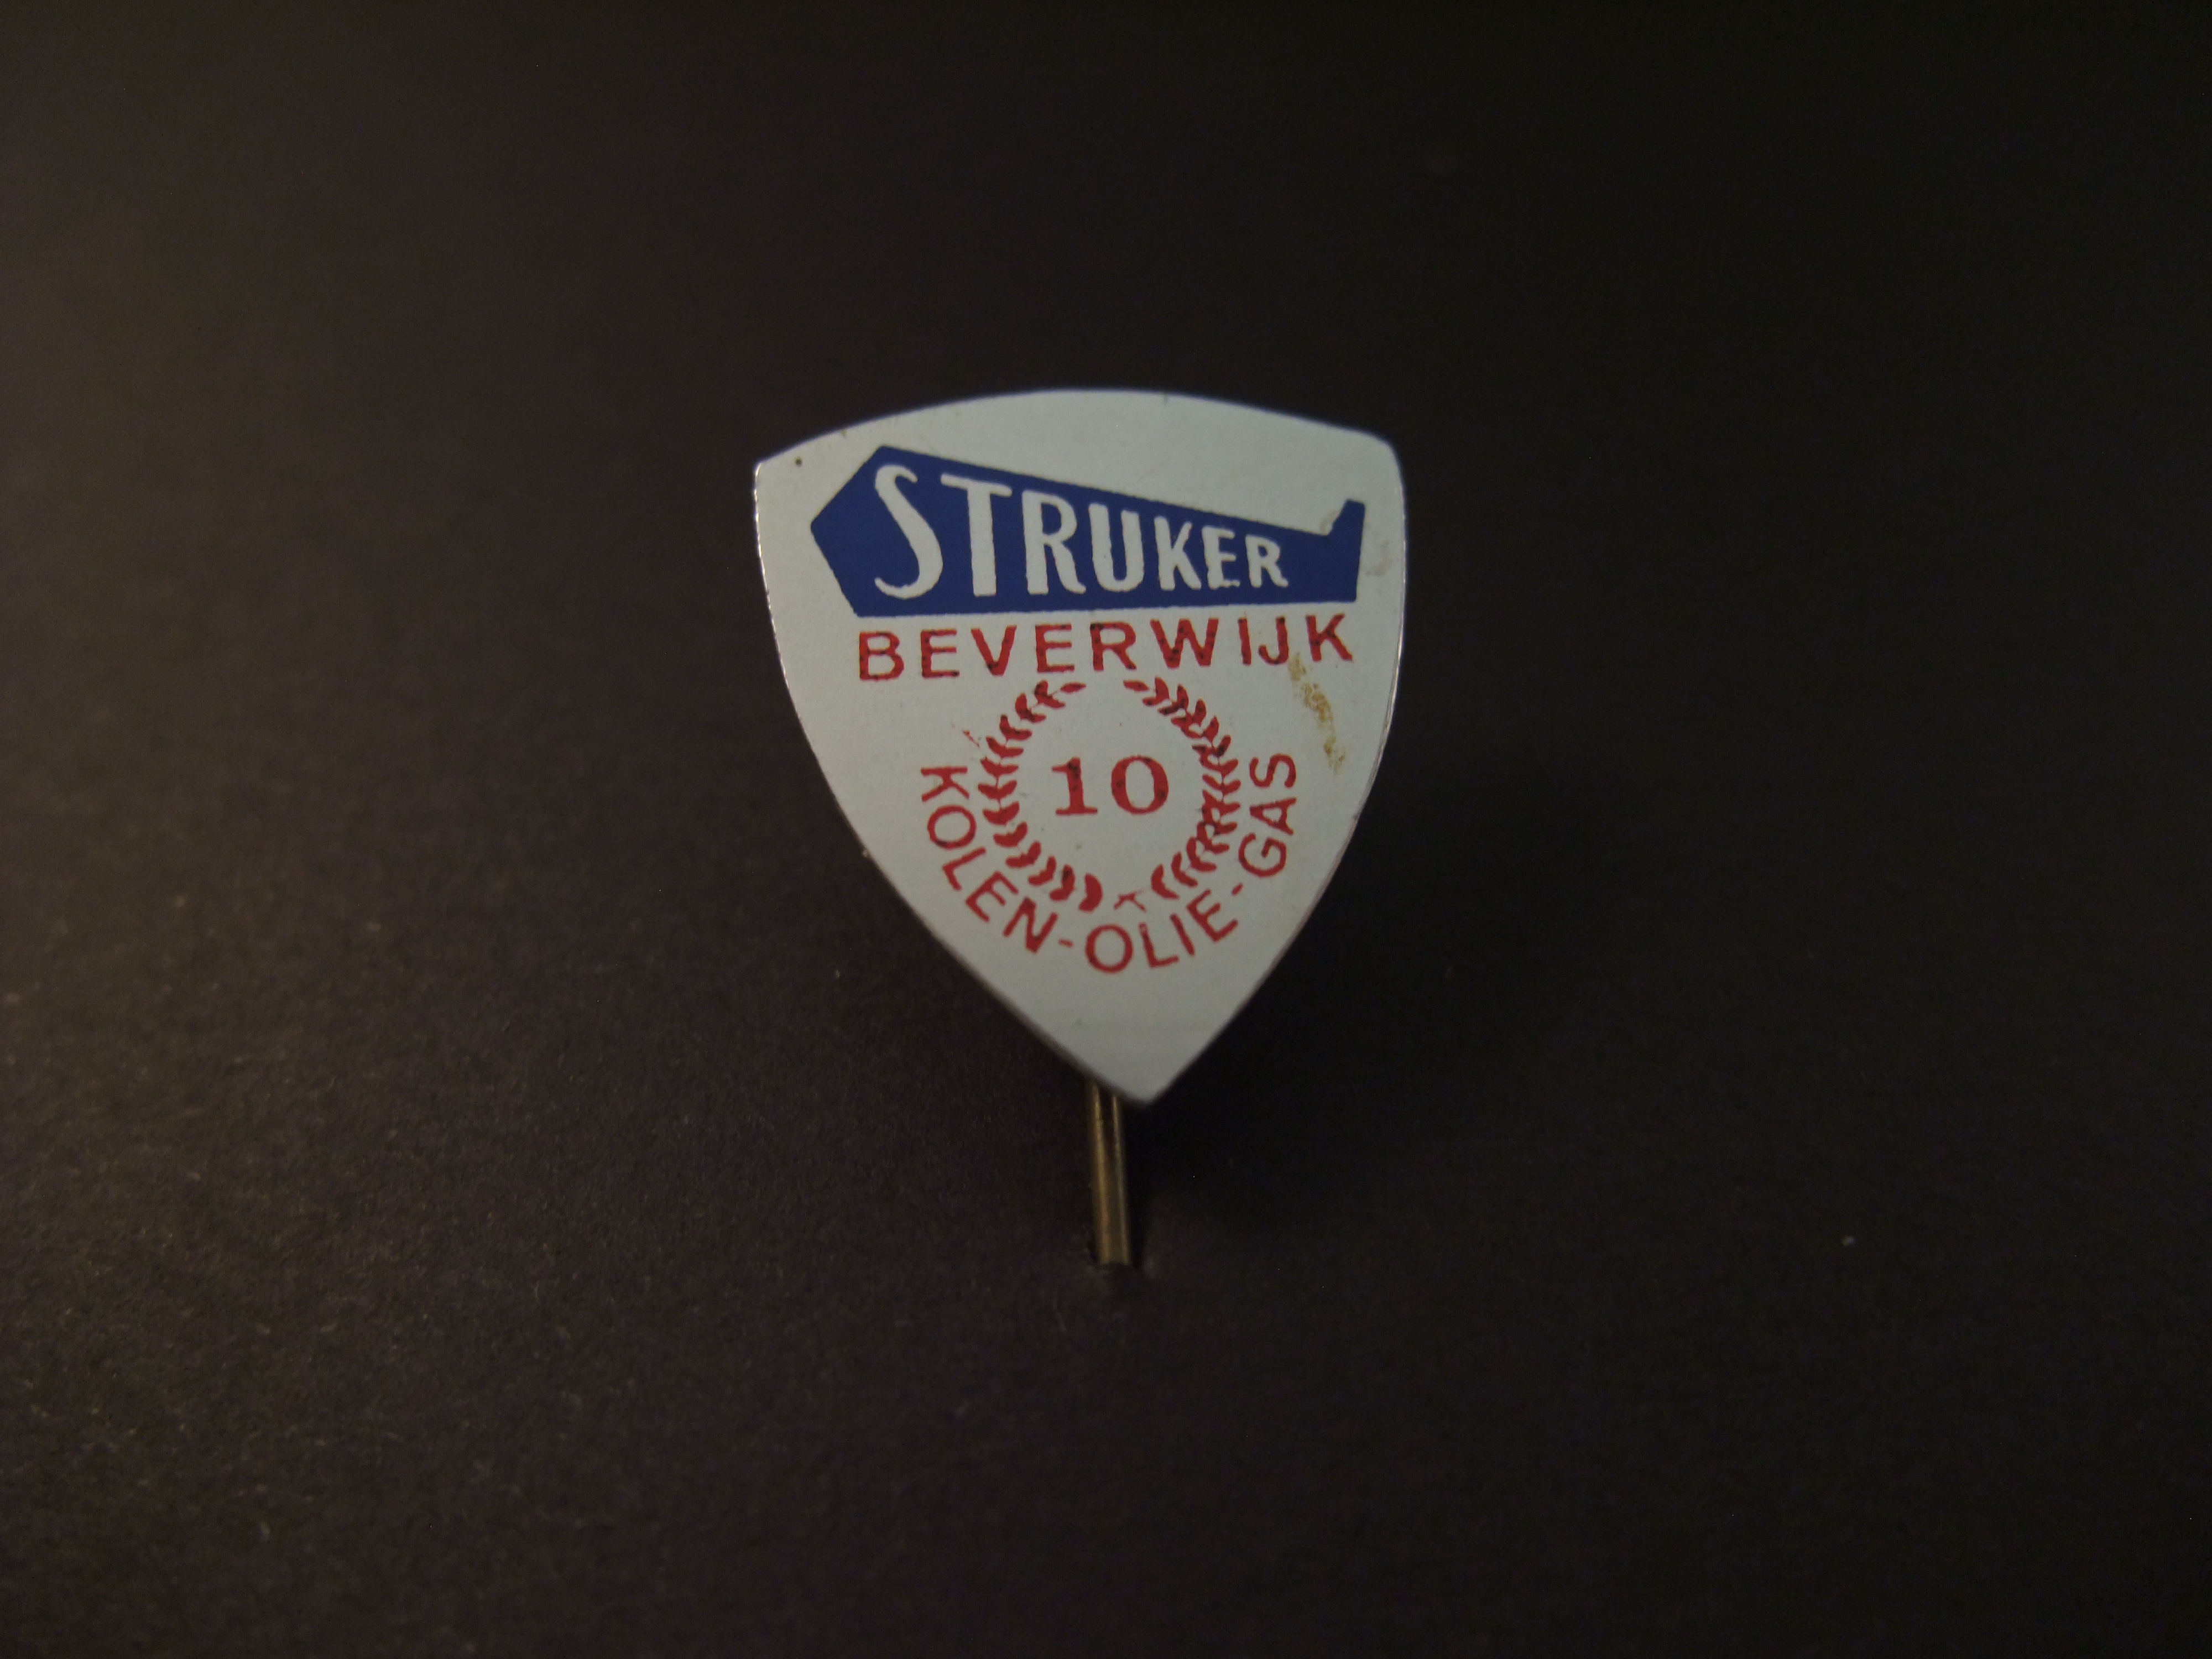 STRUKER
BEVERWIJK
10
KOLEN-OLIE-GAS